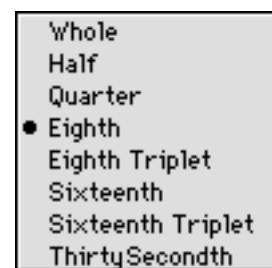 Whole
Half
Quarter
Eighth
Eighth Triplet
Sixteenth
Sixteenth Triplet
ThirtySecondth